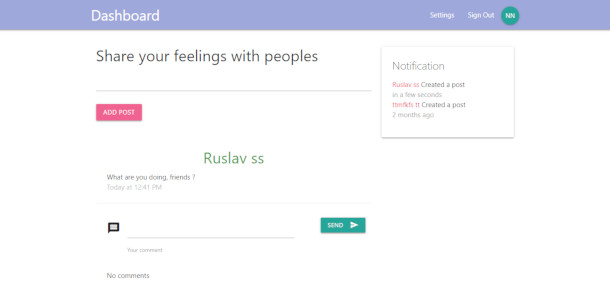 Dashboard
Settings
Sign Out
NN
Share your feelings with peoples
ADD POST
Notification
Ruslav ss Created a post
in a few seconds
ttmfkfs tt Created a post
2 months ago
Ruslav ss
What are you doing, friends ?
Today at 12:41 PM
SEND
Your comment
No comments